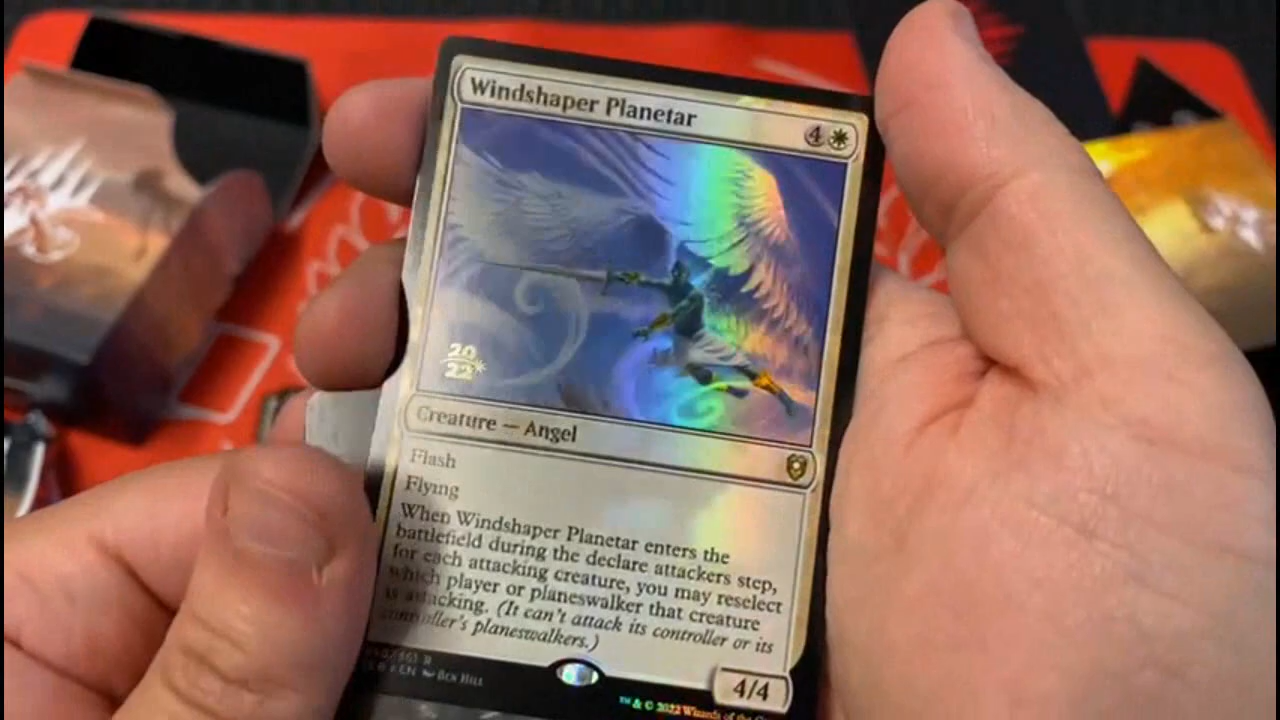 Windshaper Planetar
4
20
22
Creature — Angel
Flash
Flying
When Windshaper Planetar enters the
battlefield during the declare attackers step,
for each attacking creature, you may reselect
which player or planeswalker that creature
is attacking. (It can't attack its controller or its
controller's planeswalkers.)
EN Ben Hill
4/4
™ & © 2022 Wizards of the